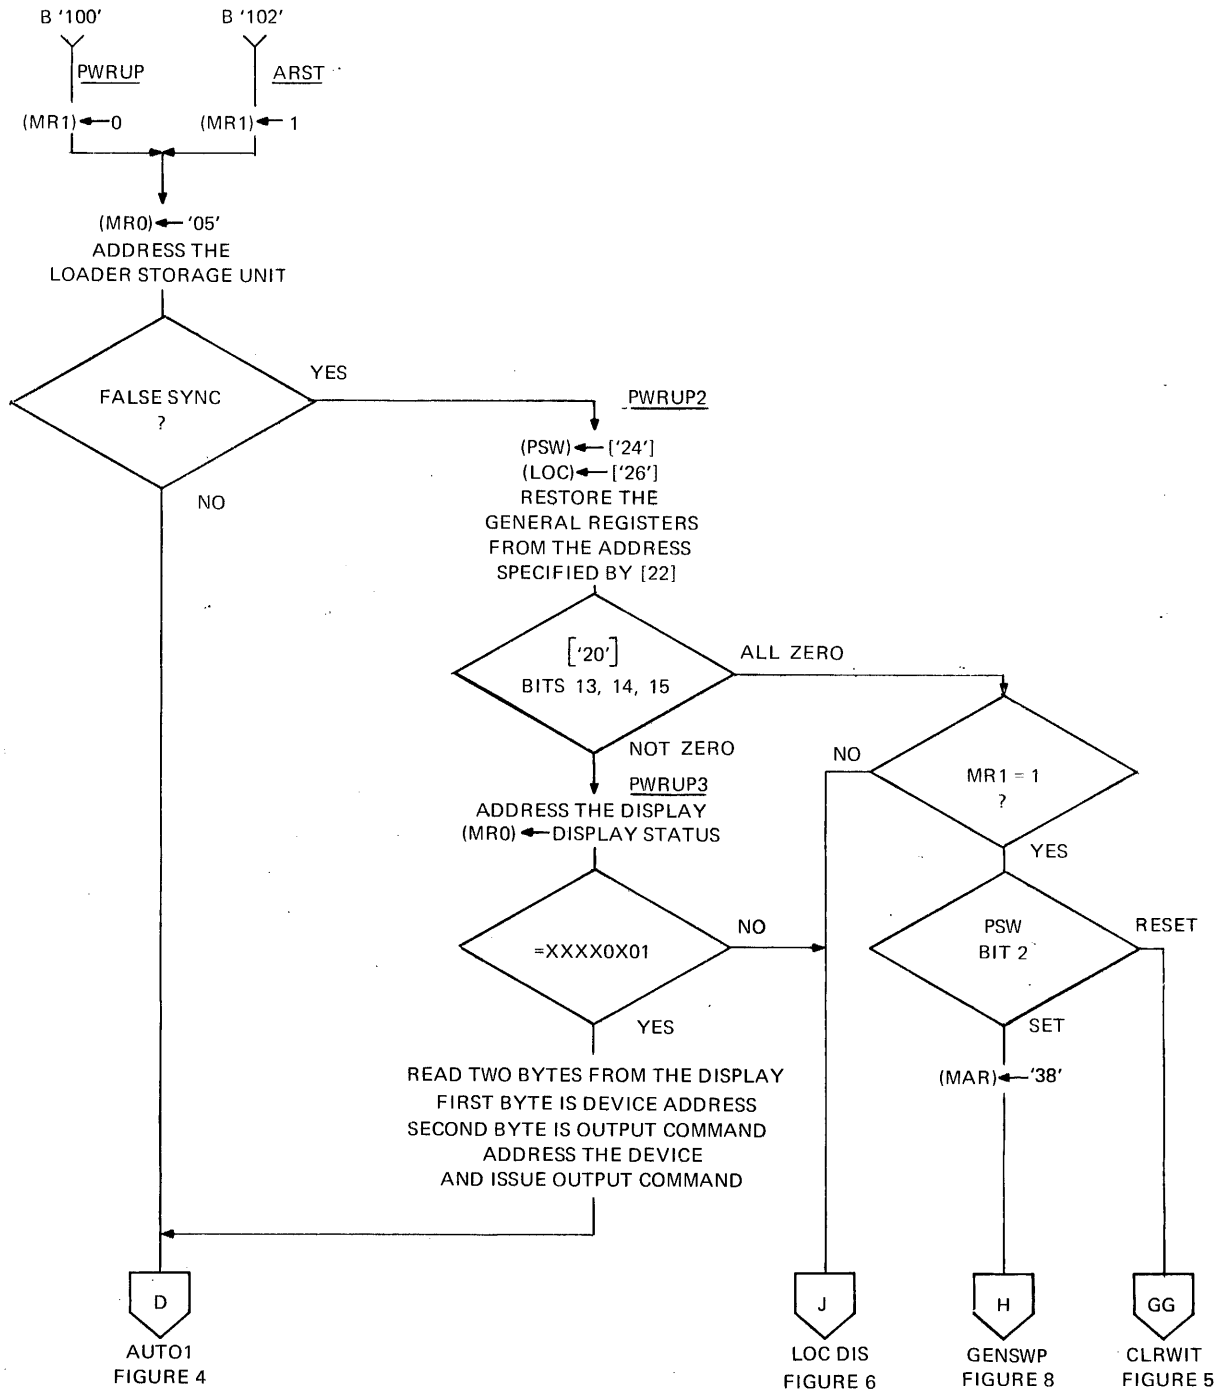 B '100'
B '102'
PWRUP
ARST
(MR1)←0
(MR1)←1
(MR0)←'05'
ADDRESS THE
LOADER STORAGE UNIT
FALSE SYNC
?
YES
NO
PWRUP2
(PSW)←['24']
(LOC)←['26']
RESTORE THE
GENERAL REGISTERS
FROM THE ADDRESS
SPECIFIED BY [22]
['20']
BITS 13, 14, 15
ALL ZERO
NOT ZERO
NO
MR1 = 1
?
YES
PWRUP3
ADDRESS THE DISPLAY
(MR0)←DISPLAY STATUS
=XXXX0X01
NO
YES
PSW
BIT 2
RESET
SET
(MAR)←'38'
READ TWO BYTES FROM THE DISPLAY
FIRST BYTE IS DEVICE ADDRESS
SECOND BYTE IS OUTPUT COMMAND
ADDRESS THE DEVICE
AND ISSUE OUTPUT COMMAND
D
AUTO1
FIGURE 4
J
LOC DIS
FIGURE 6
H
GENSWP
FIGURE 8
GG
CLRWIT
FIGURE 5